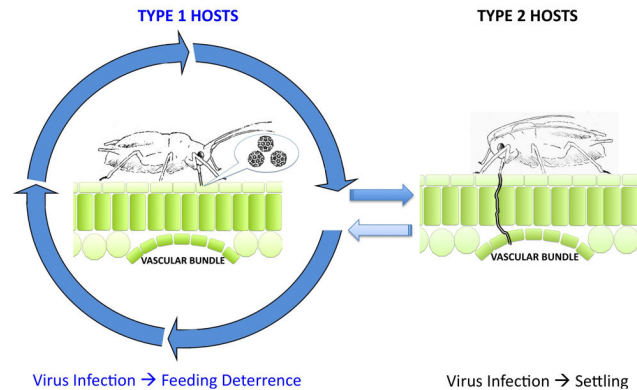 TYPE 1 HOSTS
TYPE 2 HOSTS
VASCULAR BUNDLE
VASCULAR BUNDLE
Virus Infection → Feeding Deterrence
Virus Infection → Settling